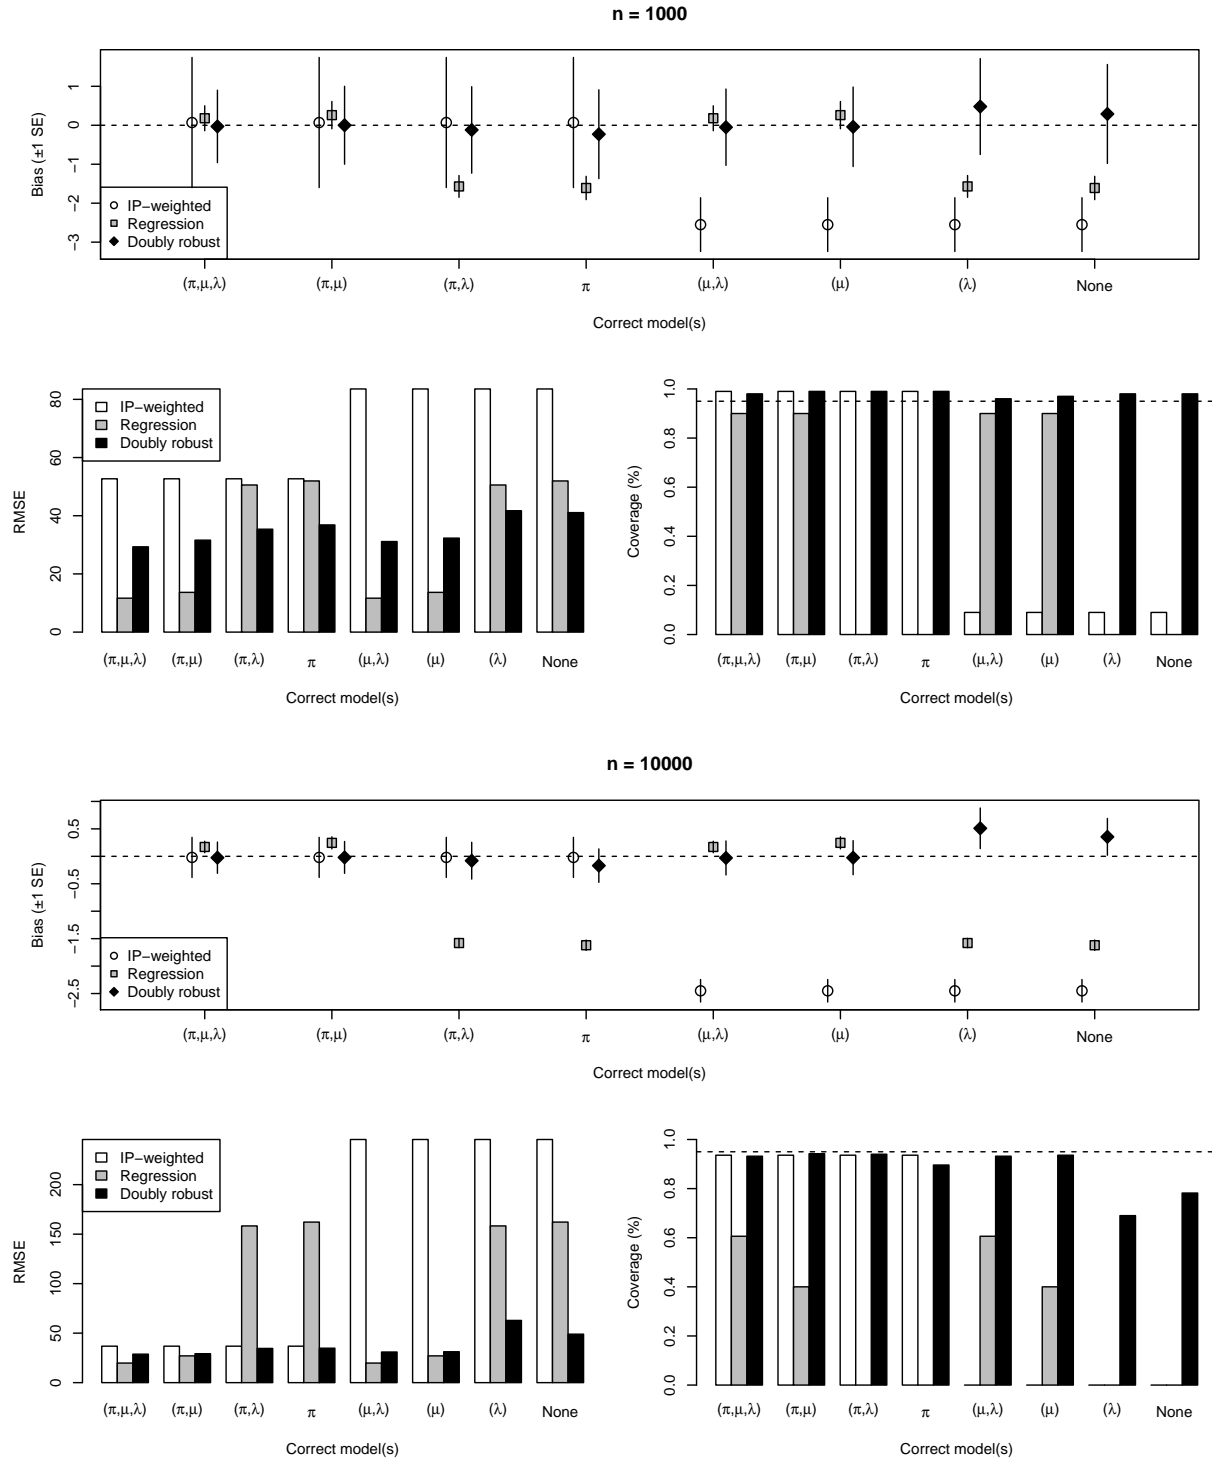 n = 1000
Bias (±1 SE)
1
0
−1
−2
−3
IP−weighted
Regression
Doubly robust
(π,μ,λ) (π,μ) (π,λ) π (μ,λ) (μ) (λ) None
Correct model(s)
RMSE
80
60
40
20
0
IP−weighted
Regression
Doubly robust
(π,μ,λ) (π,μ) (π,λ) π (μ,λ) (μ) (λ) None
Correct model(s)
Coverage (%)
1.0
0.8
0.6
0.4
0.2
0.0
(π,μ,λ) (π,μ) (π,λ) π (μ,λ) (μ) (λ) None
Correct model(s)
n = 10000
Bias (±1 SE)
0.5
−0.5
−1.5
−2.5
IP−weighted
Regression
Doubly robust
(π,μ,λ) (π,μ) (π,λ) π (μ,λ) (μ) (λ) None
Correct model(s)
RMSE
200
150
100
50
0
IP−weighted
Regression
Doubly robust
(π,μ,λ) (π,μ) (π,λ) π (μ,λ) (μ) (λ) None
Correct model(s)
Coverage (%)
1.0
0.8
0.6
0.4
0.2
0.0
(π,μ,λ) (π,μ) (π,λ) π (μ,λ) (μ) (λ) None
Correct model(s)